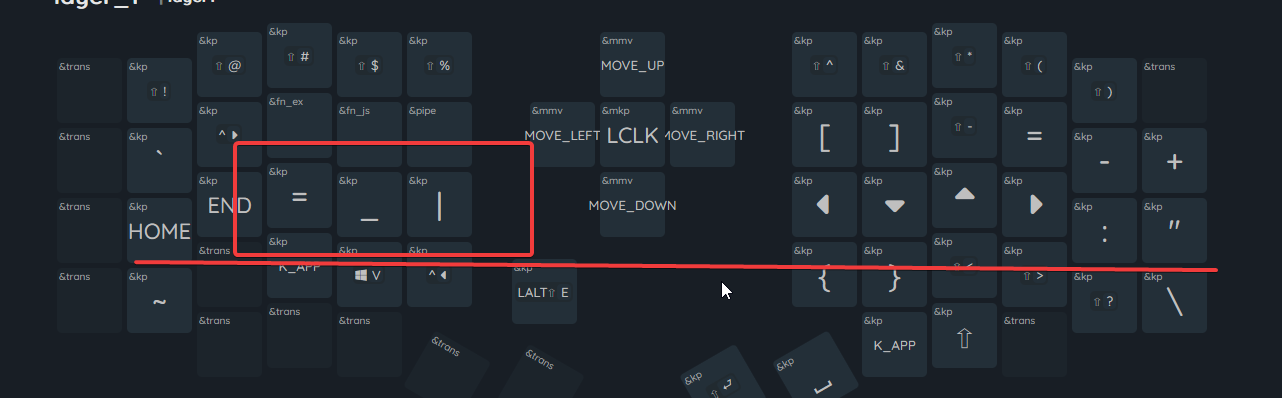 layer_1 | layer1
&kp &kp &kp &kp &mmv &kp &kp &kp &kp
&trans &kp ⇧ @ ⇧ # ⇧ $ ⇧ % MOVE_UP ⇧ ^ ⇧ & ⇧ * ⇧ ( &kp &trans
⇧ ! ⇧ )
&kp &fn_ex &fn_js &pipe &mmv &mkp &mmv &kp &kp &kp &kp
&trans &kp ^ ▶ MOVE_LEFT LCLK MOVE_RIGHT [ ] ⇧ - = &kp &kp
` - +
&kp &kp &kp &kp &mmv &kp &kp &kp &kp
&trans &kp END = _ | MOVE_DOWN ◀ ▼ ▲ ▶ &kp &kp
HOME : "
&trans &kp &kp &kp &kp &kp &kp &kp &kp
&trans &kp K_APP V ^ ◀ &kp { } ⇧ < ⇧ > &kp &kp
~ LALT⇧ E ⇧ ? \
&trans &trans &trans &trans &trans &kp &kp &kp &kp &trans
⇧ ⏎ ␣ K_APP ⇧